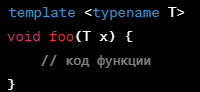 template <typename T>
void foo(T x) {
    // код функции
}